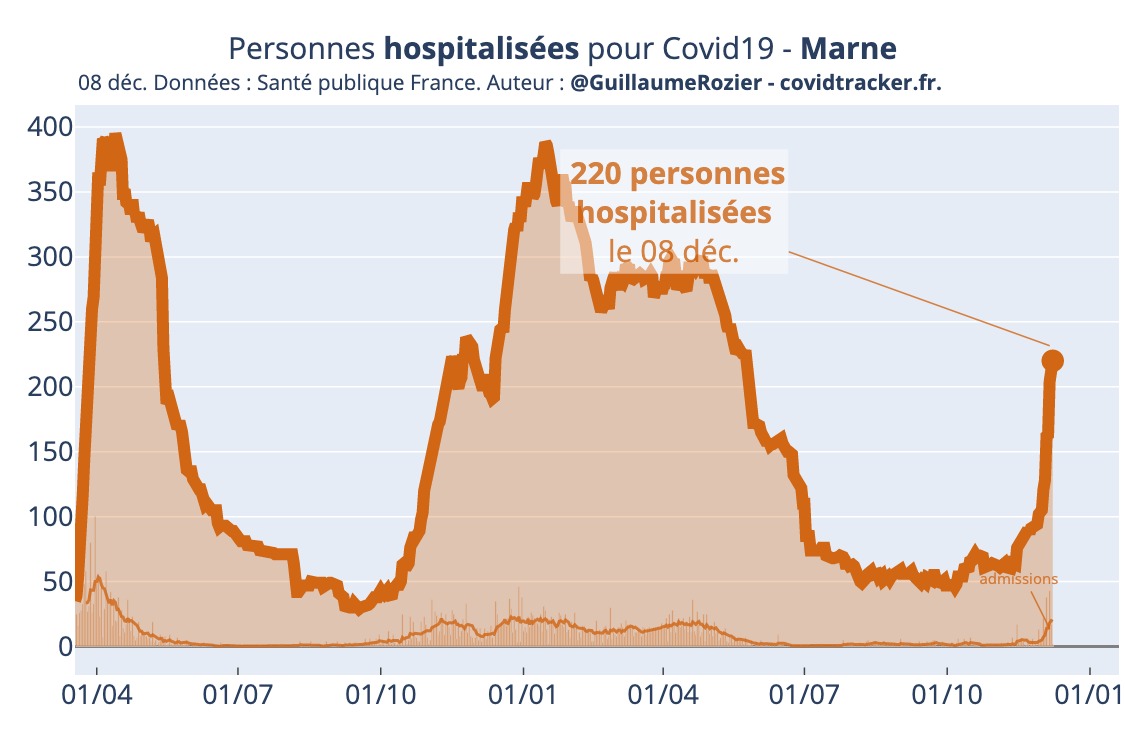 Personnes hospitalisées pour Covid19 - Marne
08 déc. Données : Santé publique France. Auteur : @GuillaumeRozier - covidtracker.fr.
400
350
300
250
200
150
100
50
0
220 personnes
hospitalisées
le 08 déc.
admissions
01/04 01/07 01/10 01/01 01/04 01/07 01/10 01/01